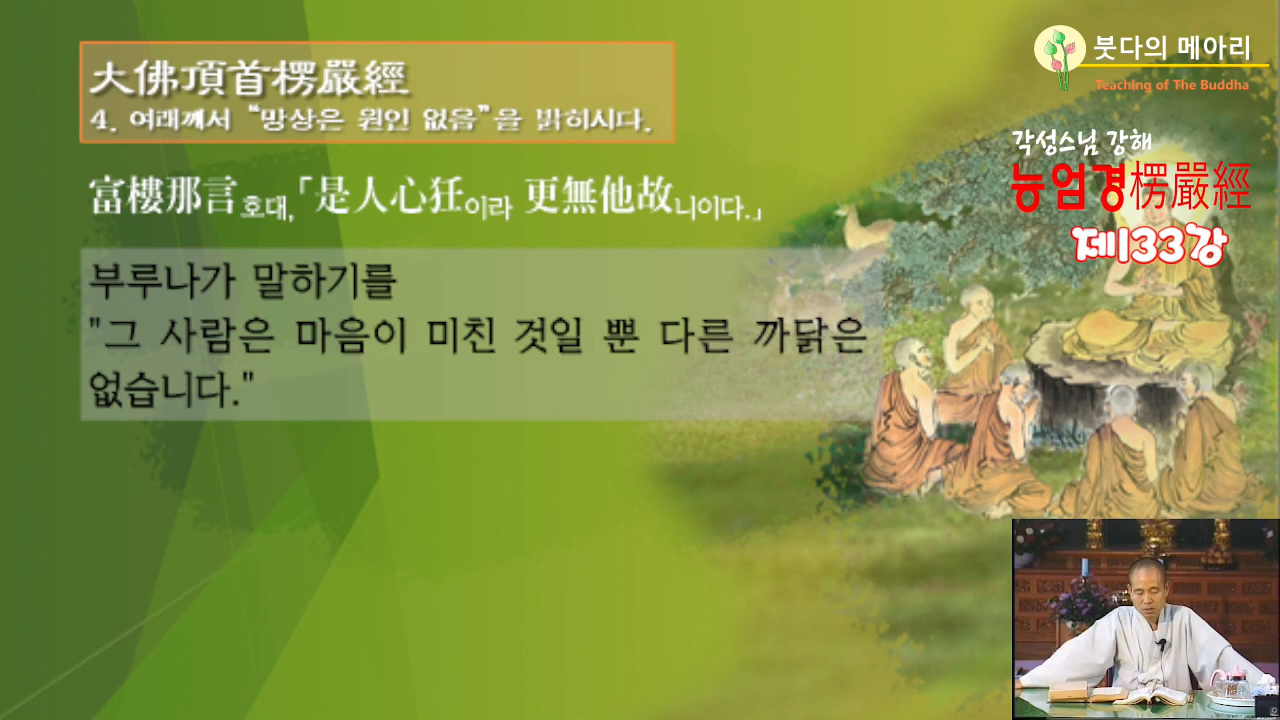 大佛頂首楞嚴經
4. 여래께서 “망상은 원인 없음”을 밝히시다.
富樓那言호대,「是人心狂이라 更無他故니이다.」
부루나가 말하기를
"그 사람은 마음이 미친 것일 뿐 다른 까닭은
없습니다."
붓다의 메아리
Teaching of The Buddha
각성스님 강해
능엄경楞嚴經
제33강